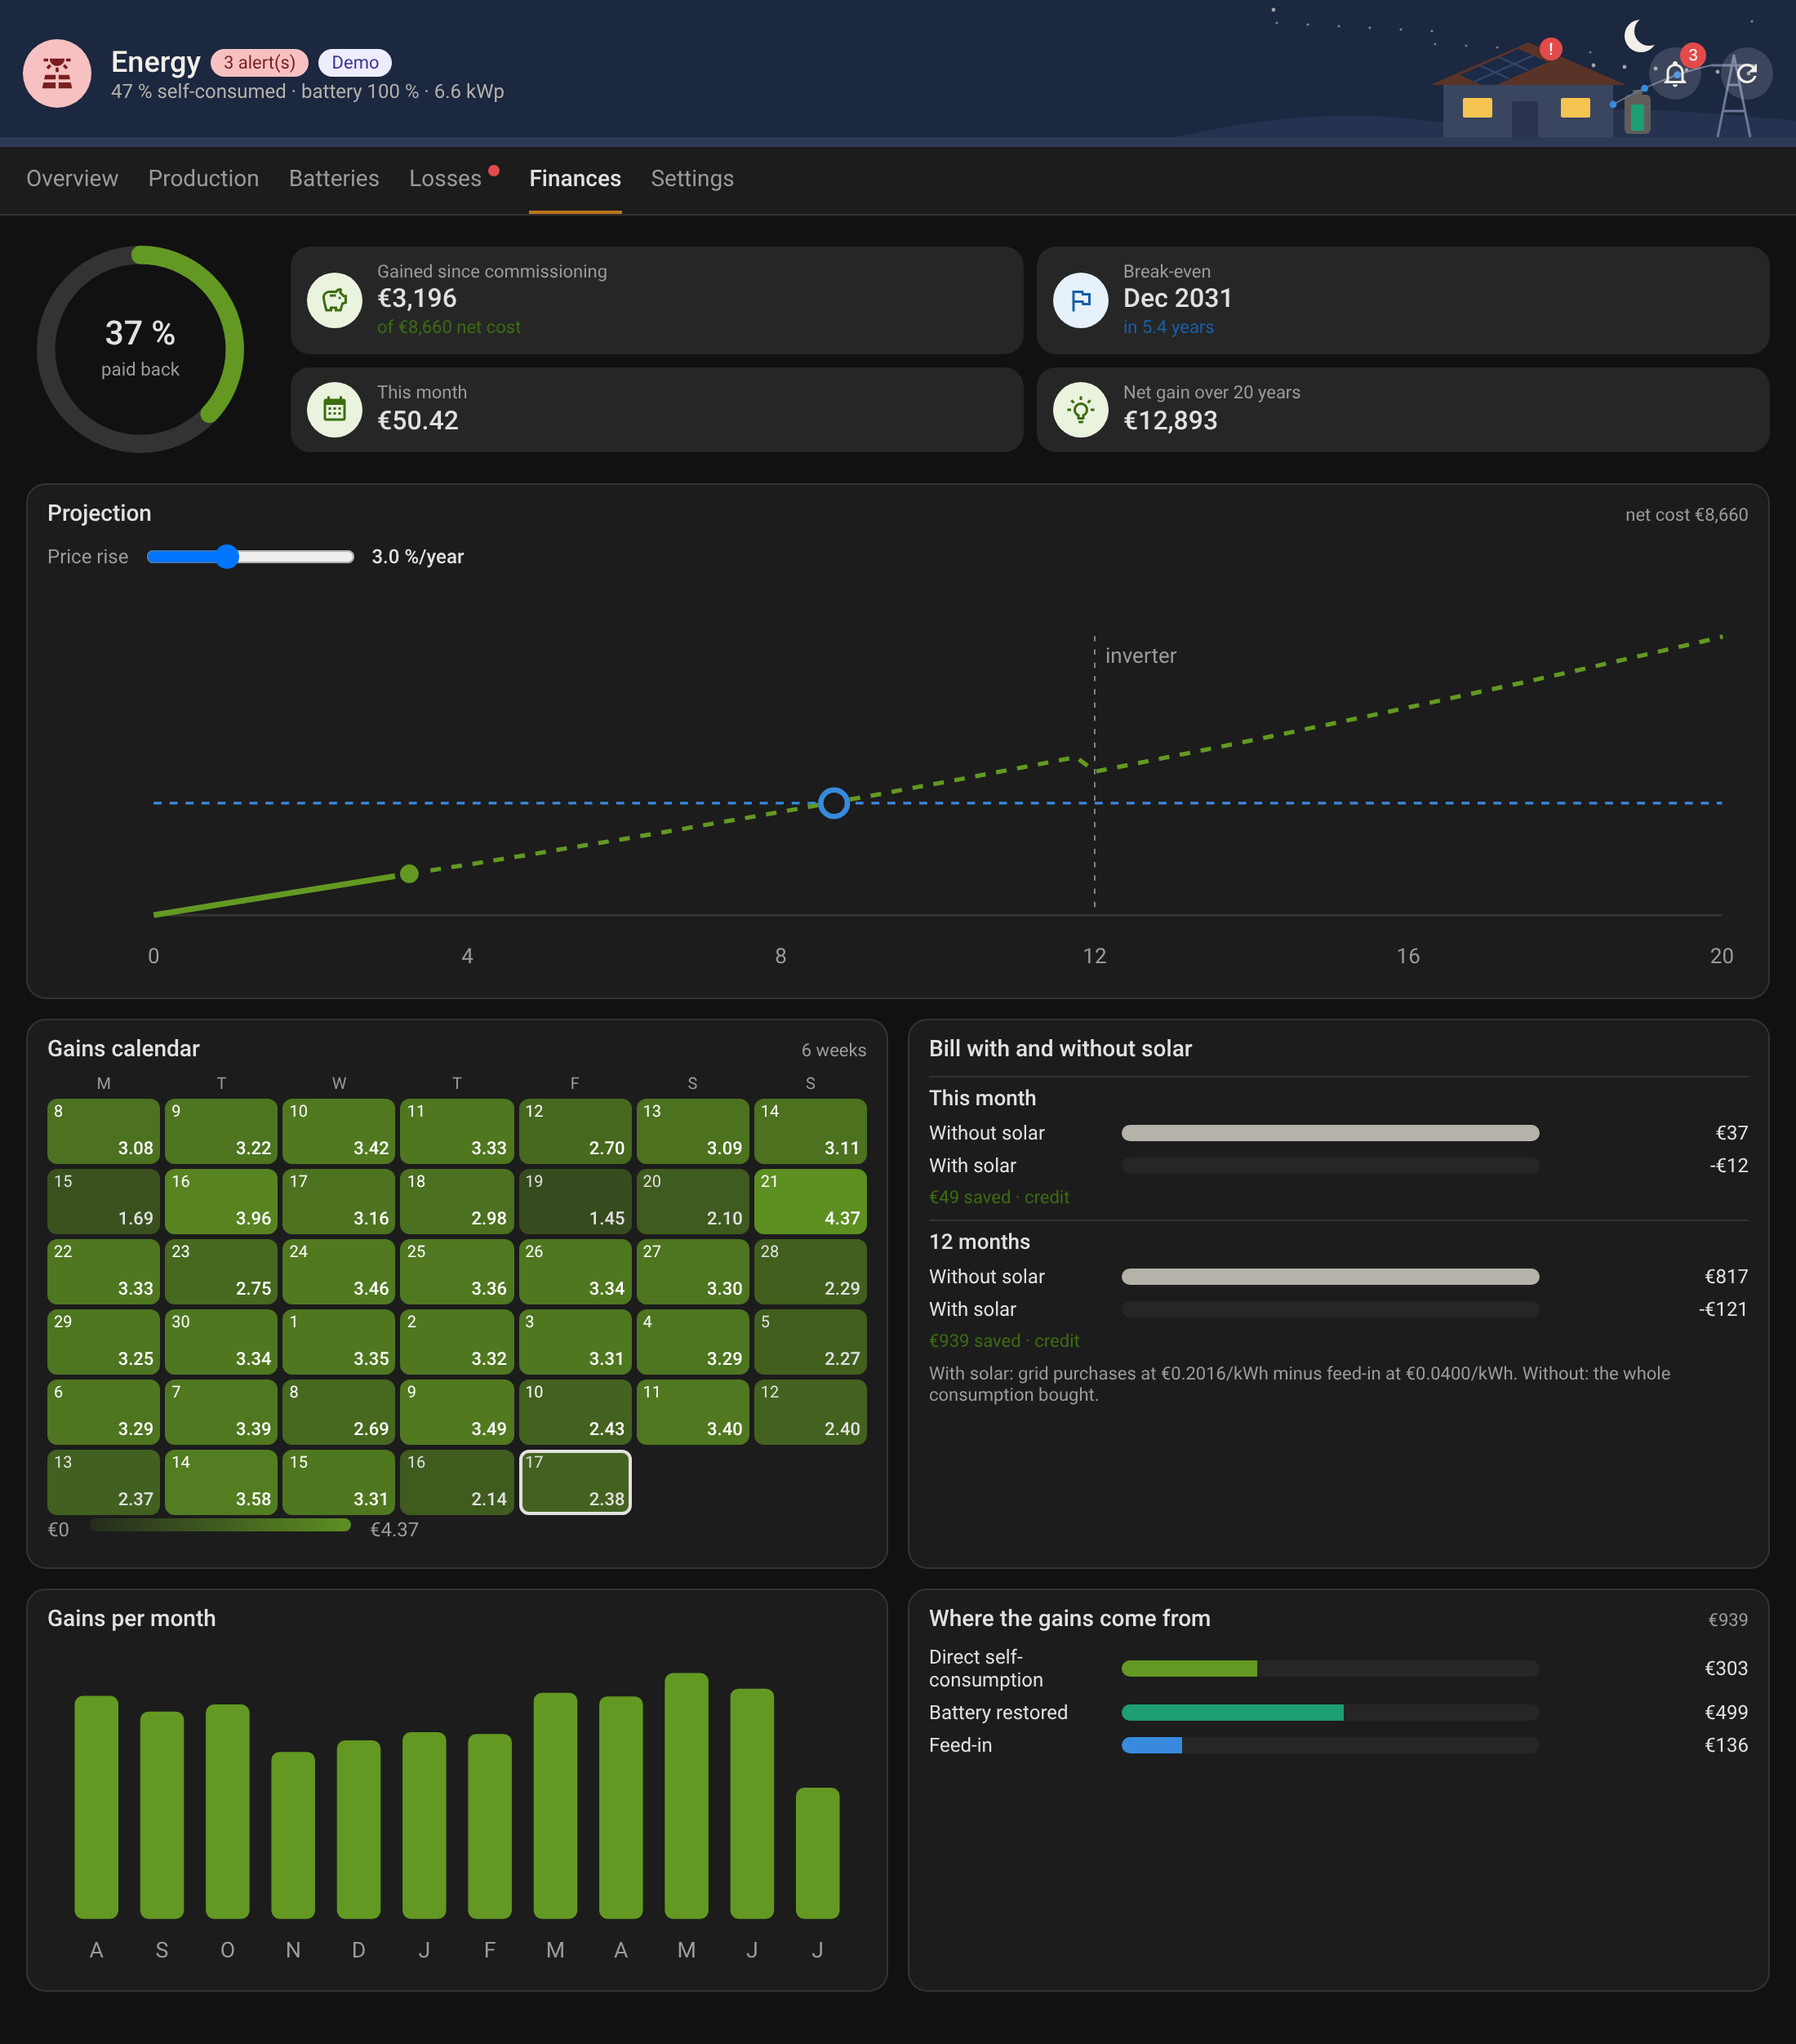 Energy 3 alert(s) Demo
47 % self-consumed · battery 100 % · 6.6 kWp
!
3
Overview Production Batteries Losses Finances Settings
37 %
paid back
Gained since commissioning
€3,196
of €8,660 net cost
Break-even
Dec 2031
in 5.4 years
This month
€50.42
Net gain over 20 years
€12,893
Projection
net cost €8,660
Price rise 3.0 %/year
inverter
0 4 8 12 16 20
Gains calendar
6 weeks
M T W T F S S
8 9 10 11 12 13 14
3.08 3.22 3.42 3.33 2.70 3.09 3.11
15 16 17 18 19 20 21
1.69 3.96 3.16 2.98 1.45 2.10 4.37
22 23 24 25 26 27 28
3.33 2.75 3.46 3.36 3.34 3.30 2.29
29 30 1 2 3 4 5
3.25 3.34 3.35 3.32 3.31 3.29 2.27
6 7 8 9 10 11 12
3.29 3.39 2.69 3.49 2.43 3.40 2.40
13 14 15 16 17
2.37 3.58 3.31 2.14 2.38
€0 €4.37
Bill with and without solar
This month
Without solar €37
With solar -€12
€49 saved · credit
12 months
Without solar €817
With solar -€121
€939 saved · credit
With solar: grid purchases at €0.2016/kWh minus feed-in at €0.0400/kWh. Without: the whole
consumption bought.
Gains per month
A S O N D J F M A M J J
Where the gains come from
€939
Direct self-
consumption €303
Battery restored €499
Feed-in €136